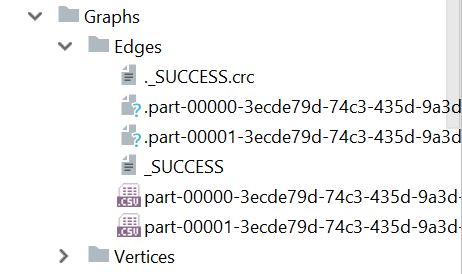 Graphs
Edges
._SUCCESS.crc
.part-00000-3ecde79d-74c3-435d-9a3d
.part-00001-3ecde79d-74c3-435d-9a3d
_SUCCESS
part-00000-3ecde79d-74c3-435d-9a3d-
part-00001-3ecde79d-74c3-435d-9a3d-
Vertices